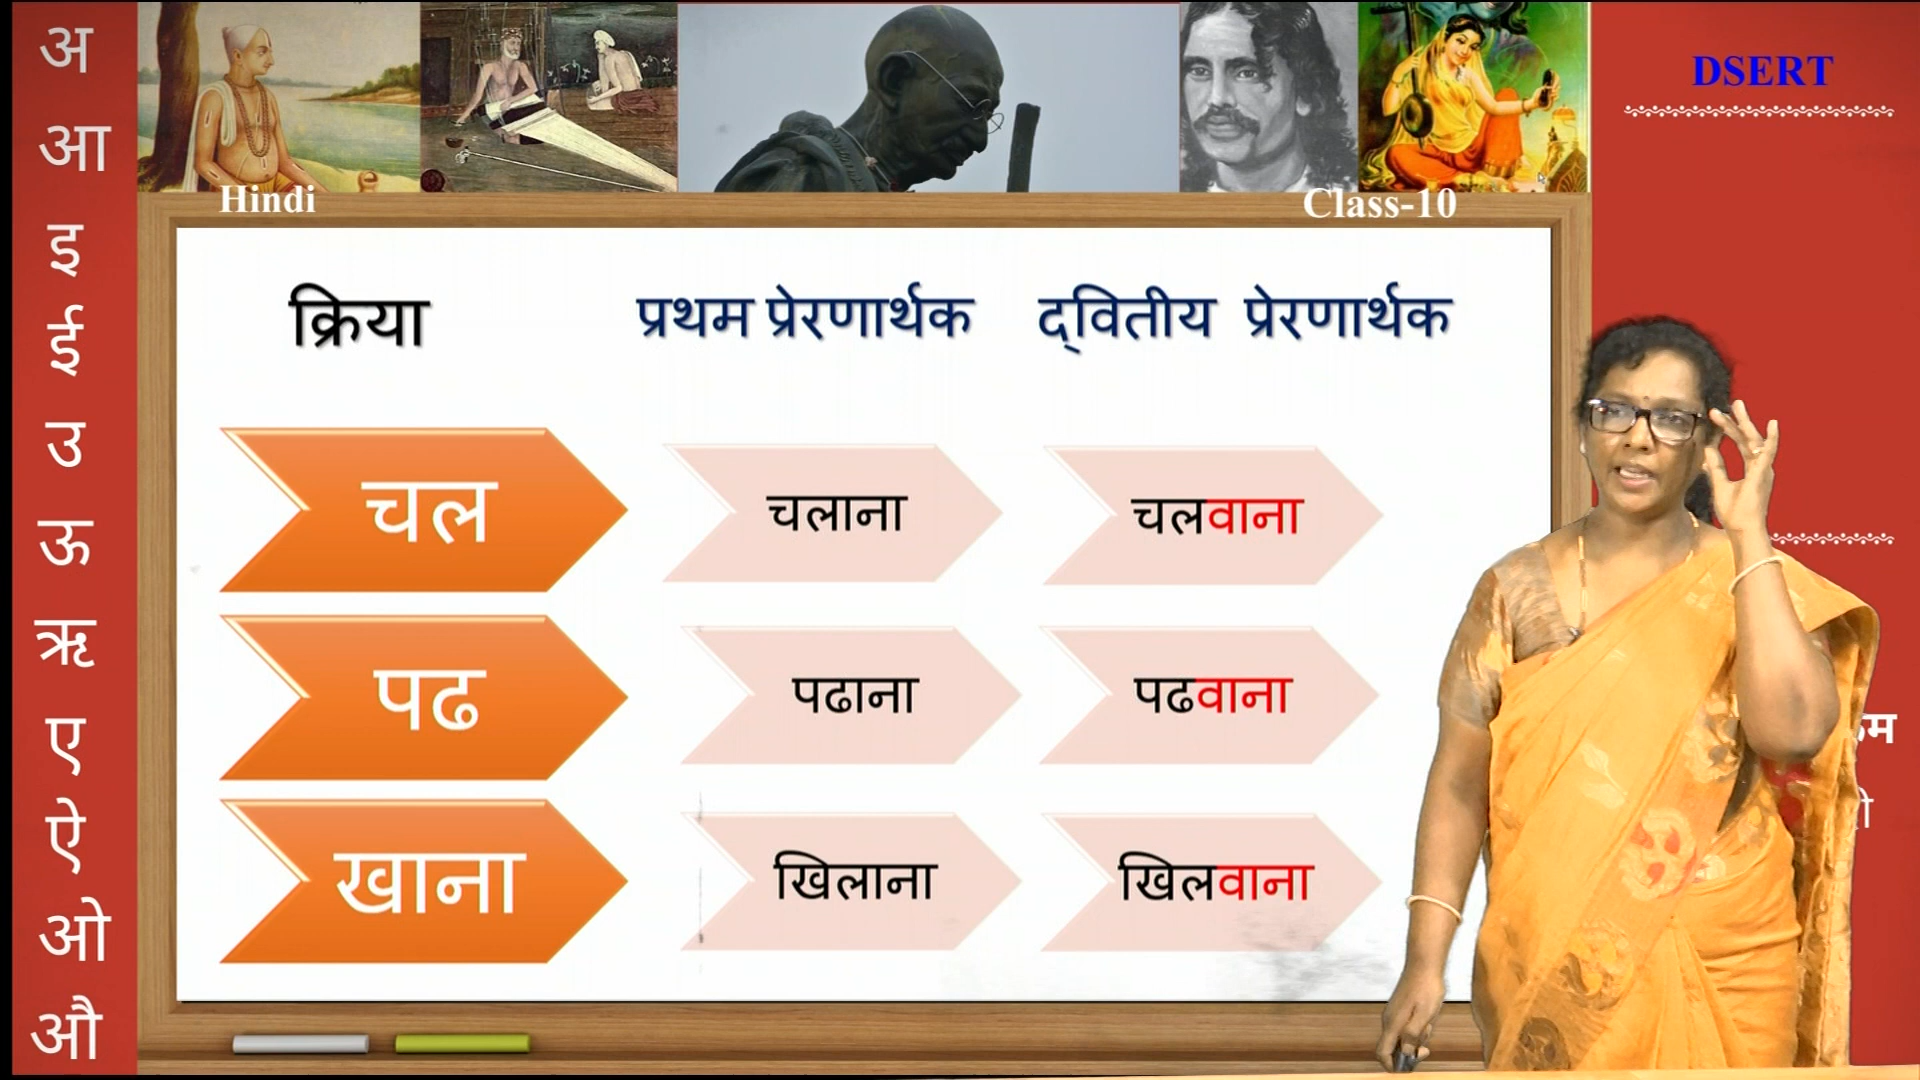 अ
आ
इ
ई
उ
ऊ
ऋ
ए
ऐ
ओ
औ
Hindi
Class-10
DSERT
क्रिया प्रथम प्रेरणार्थक द्‌वितीय प्रेरणार्थक
चल चलाना चलवाना
पढ पढाना पढवाना
खाना खिलाना खिलवाना